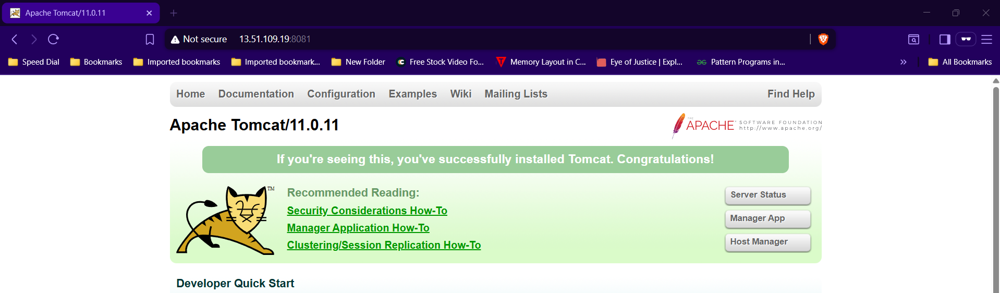 Apache Tomcat/11.0.11
Not secure 13.51.109.19:8081
Speed Dial Bookmarks Imported bookmarks Imported bookmark... New Folder Free Stock Video Fo... Memory Layout in C... Eye of Justice | Expl... Pattern Programs in... All Bookmarks
Home Documentation Configuration Examples Wiki Mailing Lists Find Help
Apache Tomcat/11.0.11
THE APACHE® SOFTWARE FOUNDATION
http://www.apache.org/
If you're seeing this, you've successfully installed Tomcat. Congratulations!
TM
Recommended Reading:
Security Considerations How-To
Manager Application How-To
Clustering/Session Replication How-To
Server Status
Manager App
Host Manager
Developer Quick Start